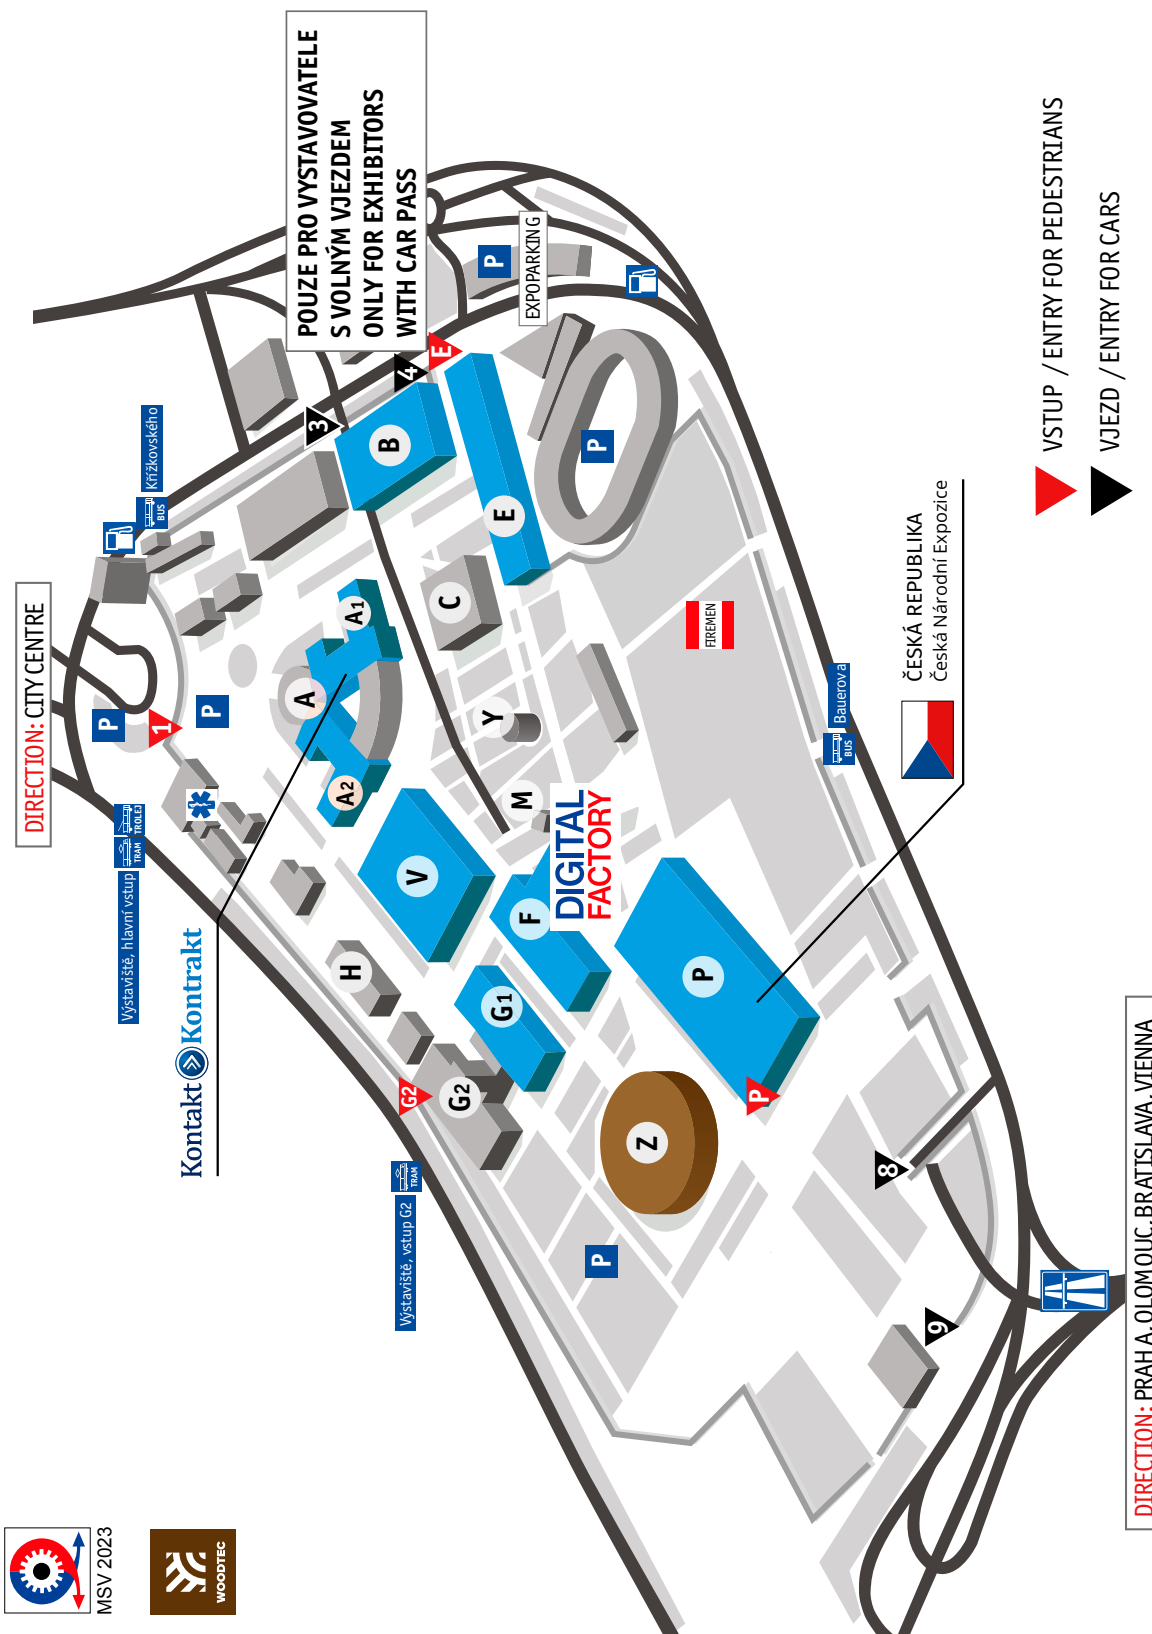 MSV 2023
WOODTEC
DIRECTION: CITY CENTRE
P
1
P
Výstaviště, hlavní vstup
TRAM
TROLEJ
BUS
Křížkovského
Kontakt Kontrakt
POUZE PRO VYSTAVOVATELE
S VOLNÝM VJEZDEM
ONLY FOR EXHIBITORS
WITH CAR PASS
3
4
E
P
EXPOPARKING
A
A1
A2
B
C
E
P
V
H
Y
M
F
DIGITAL
FACTORY
G1
G2
G2
Výstaviště, vstup G2
TRAM
Z
P
P
P
FIREMEN
BUS
Bauerova
ČESKÁ REPUBLIKA
Česká Národní Expozice
8
9
VSTUP / ENTRY FOR PEDESTRIANS
VJEZD / ENTRY FOR CARS
DIRECTION: PRAHA, OLOMOUC, BRATISLAVA, VIENNA